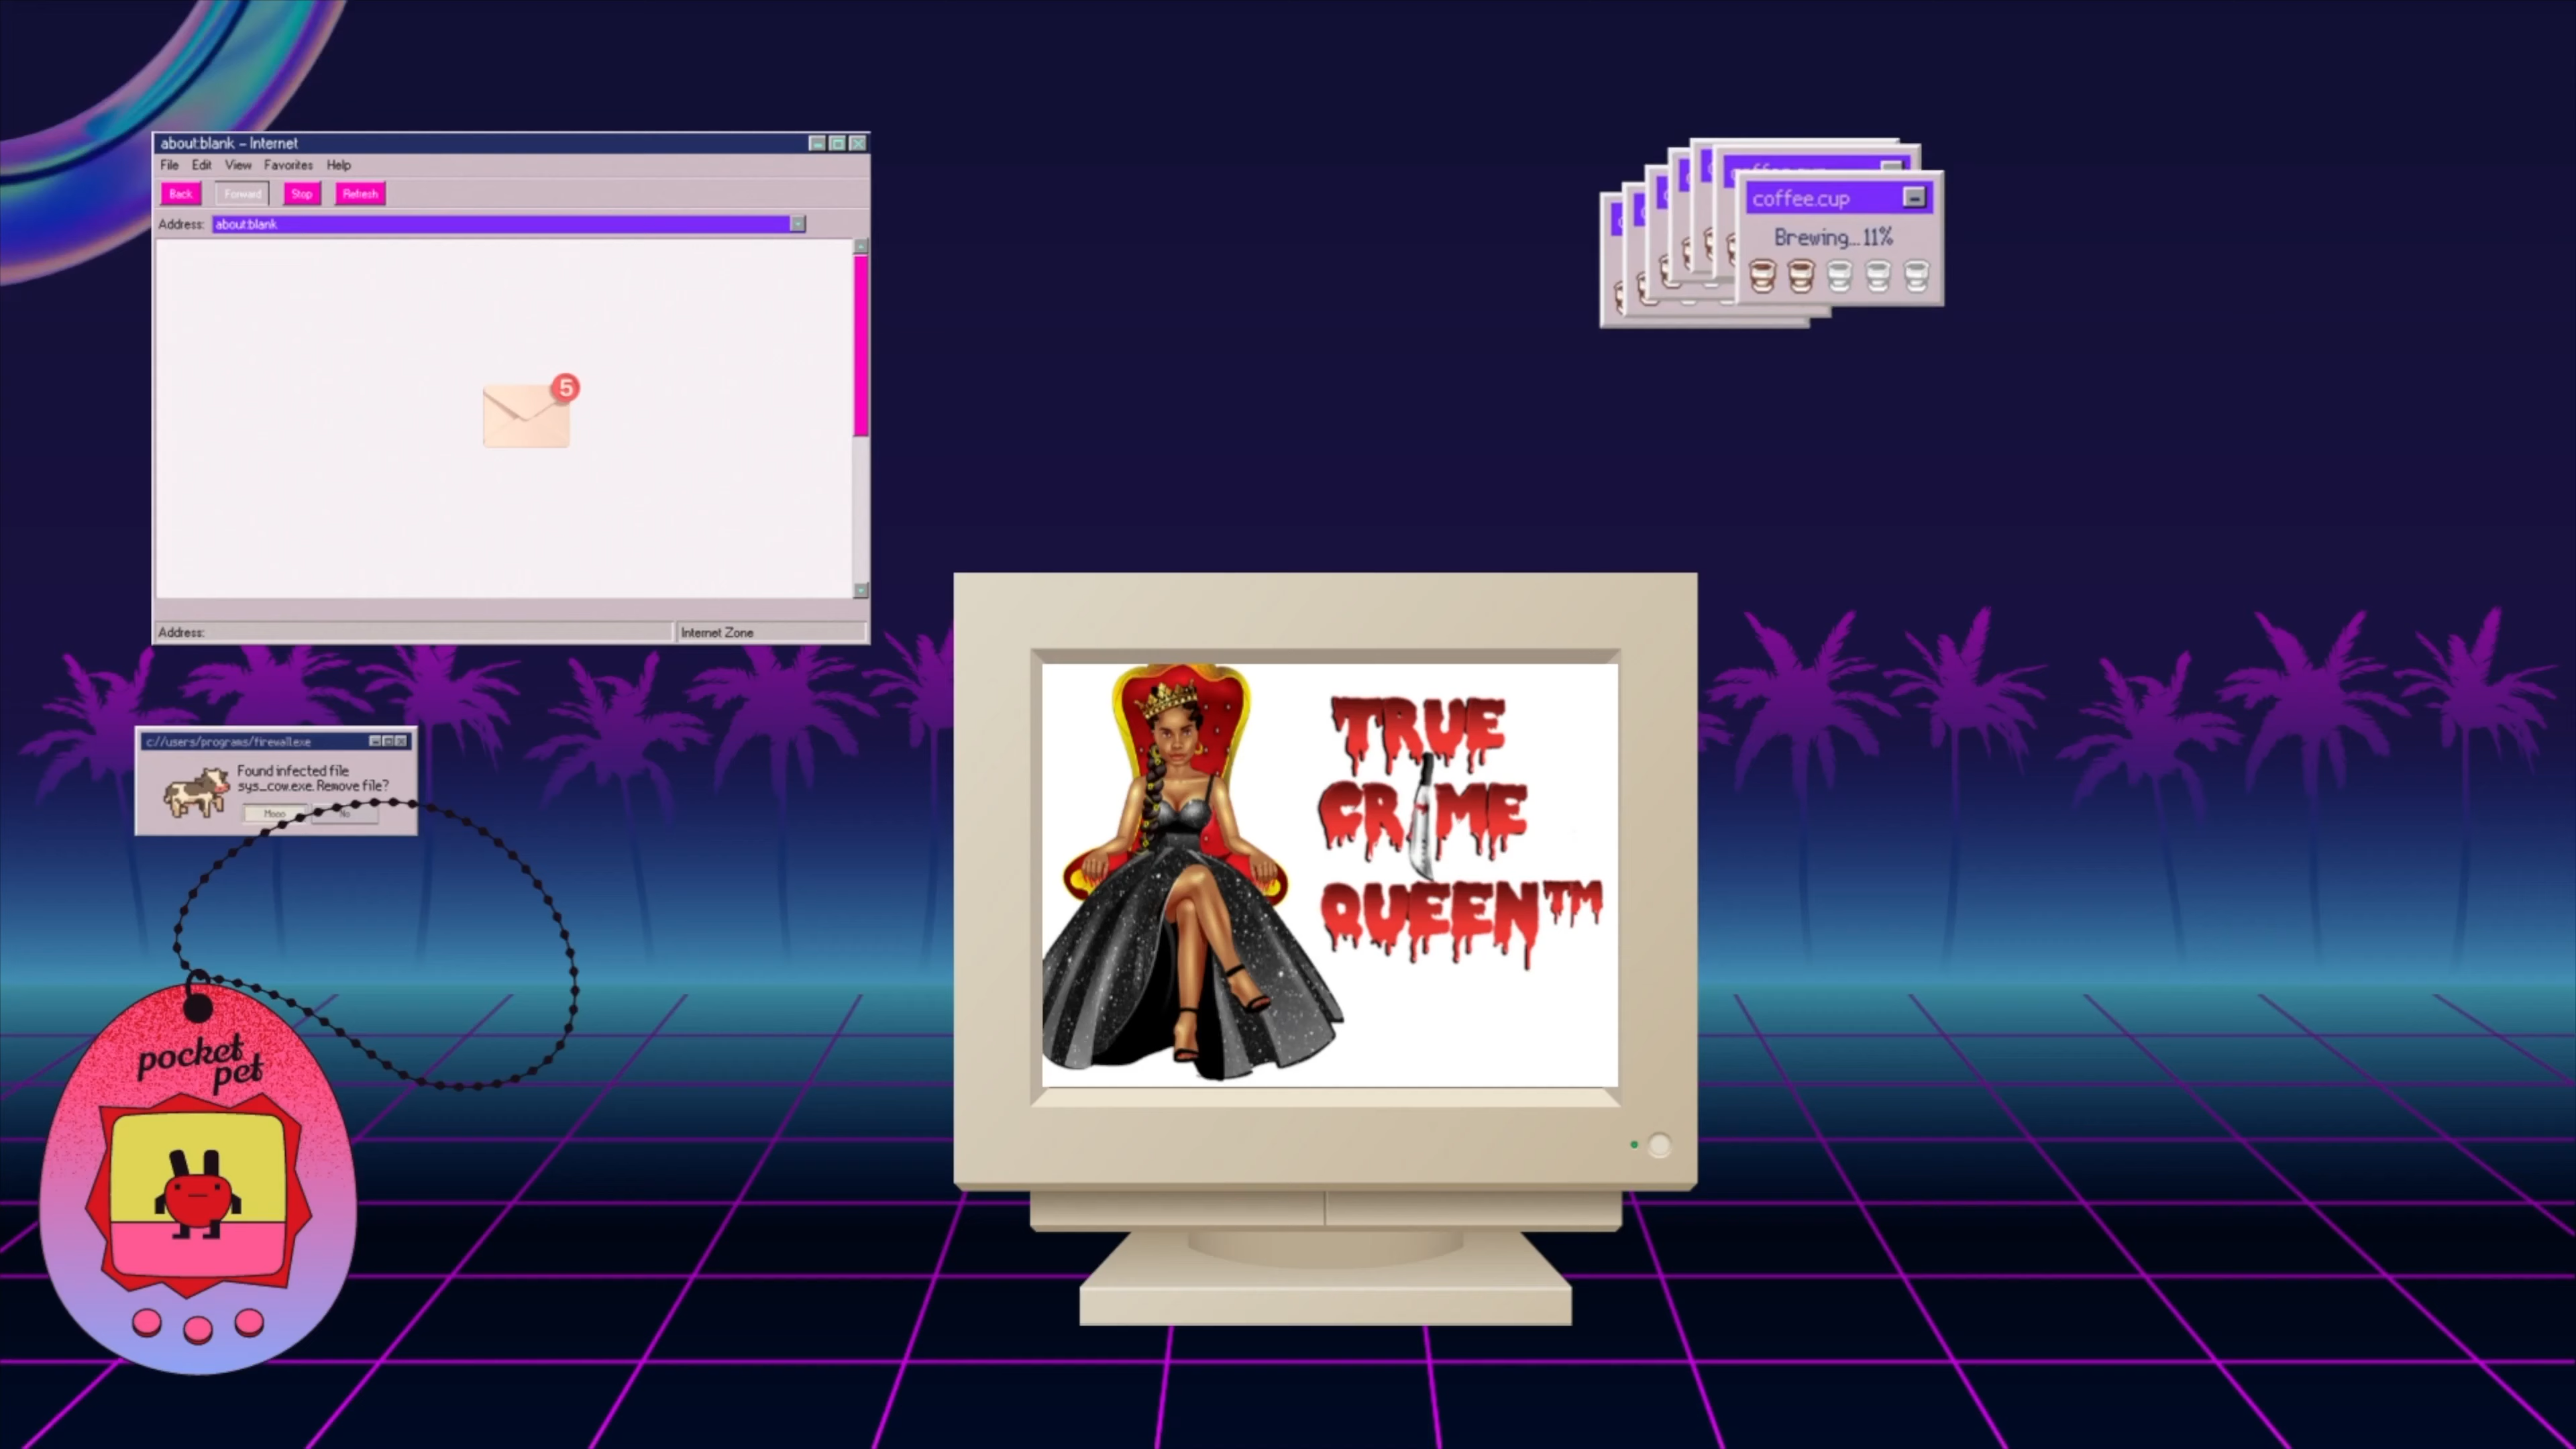 about:blank – Internet
File Edit View Favorites Help
Back Forward Stop Refresh
Address: about:blank
5
Address: Internet Zone
coffee.cup
Brewing... 11%
c://users/programs/firewall.exe
Found infected file
sys_cow.exe. Remove file?
Mooo No
TRUE
CRIME
QUEEN™
pocket
pet